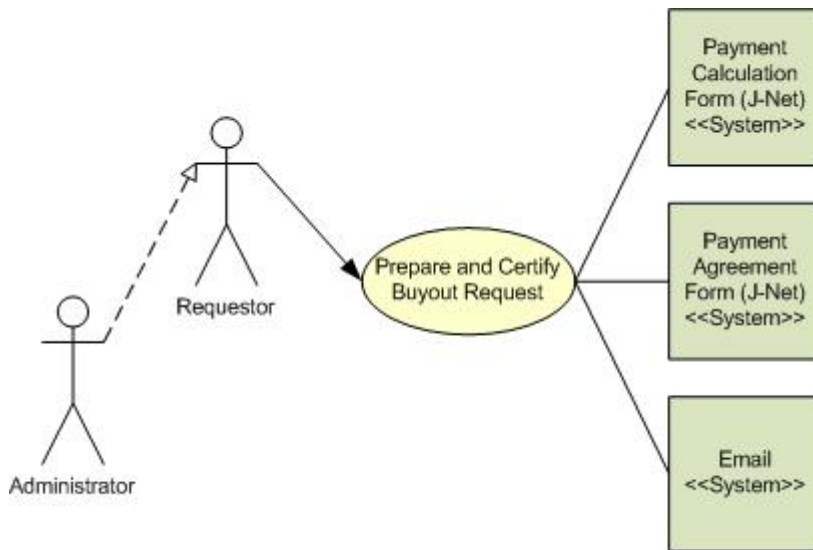 Payment
Calculation
Form (J-Net)
<<System>>
Requestor
Prepare and Certify
Buyout Request
Payment
Agreement
Form (J-Net)
<<System>>
Administrator
Email
<<System>>